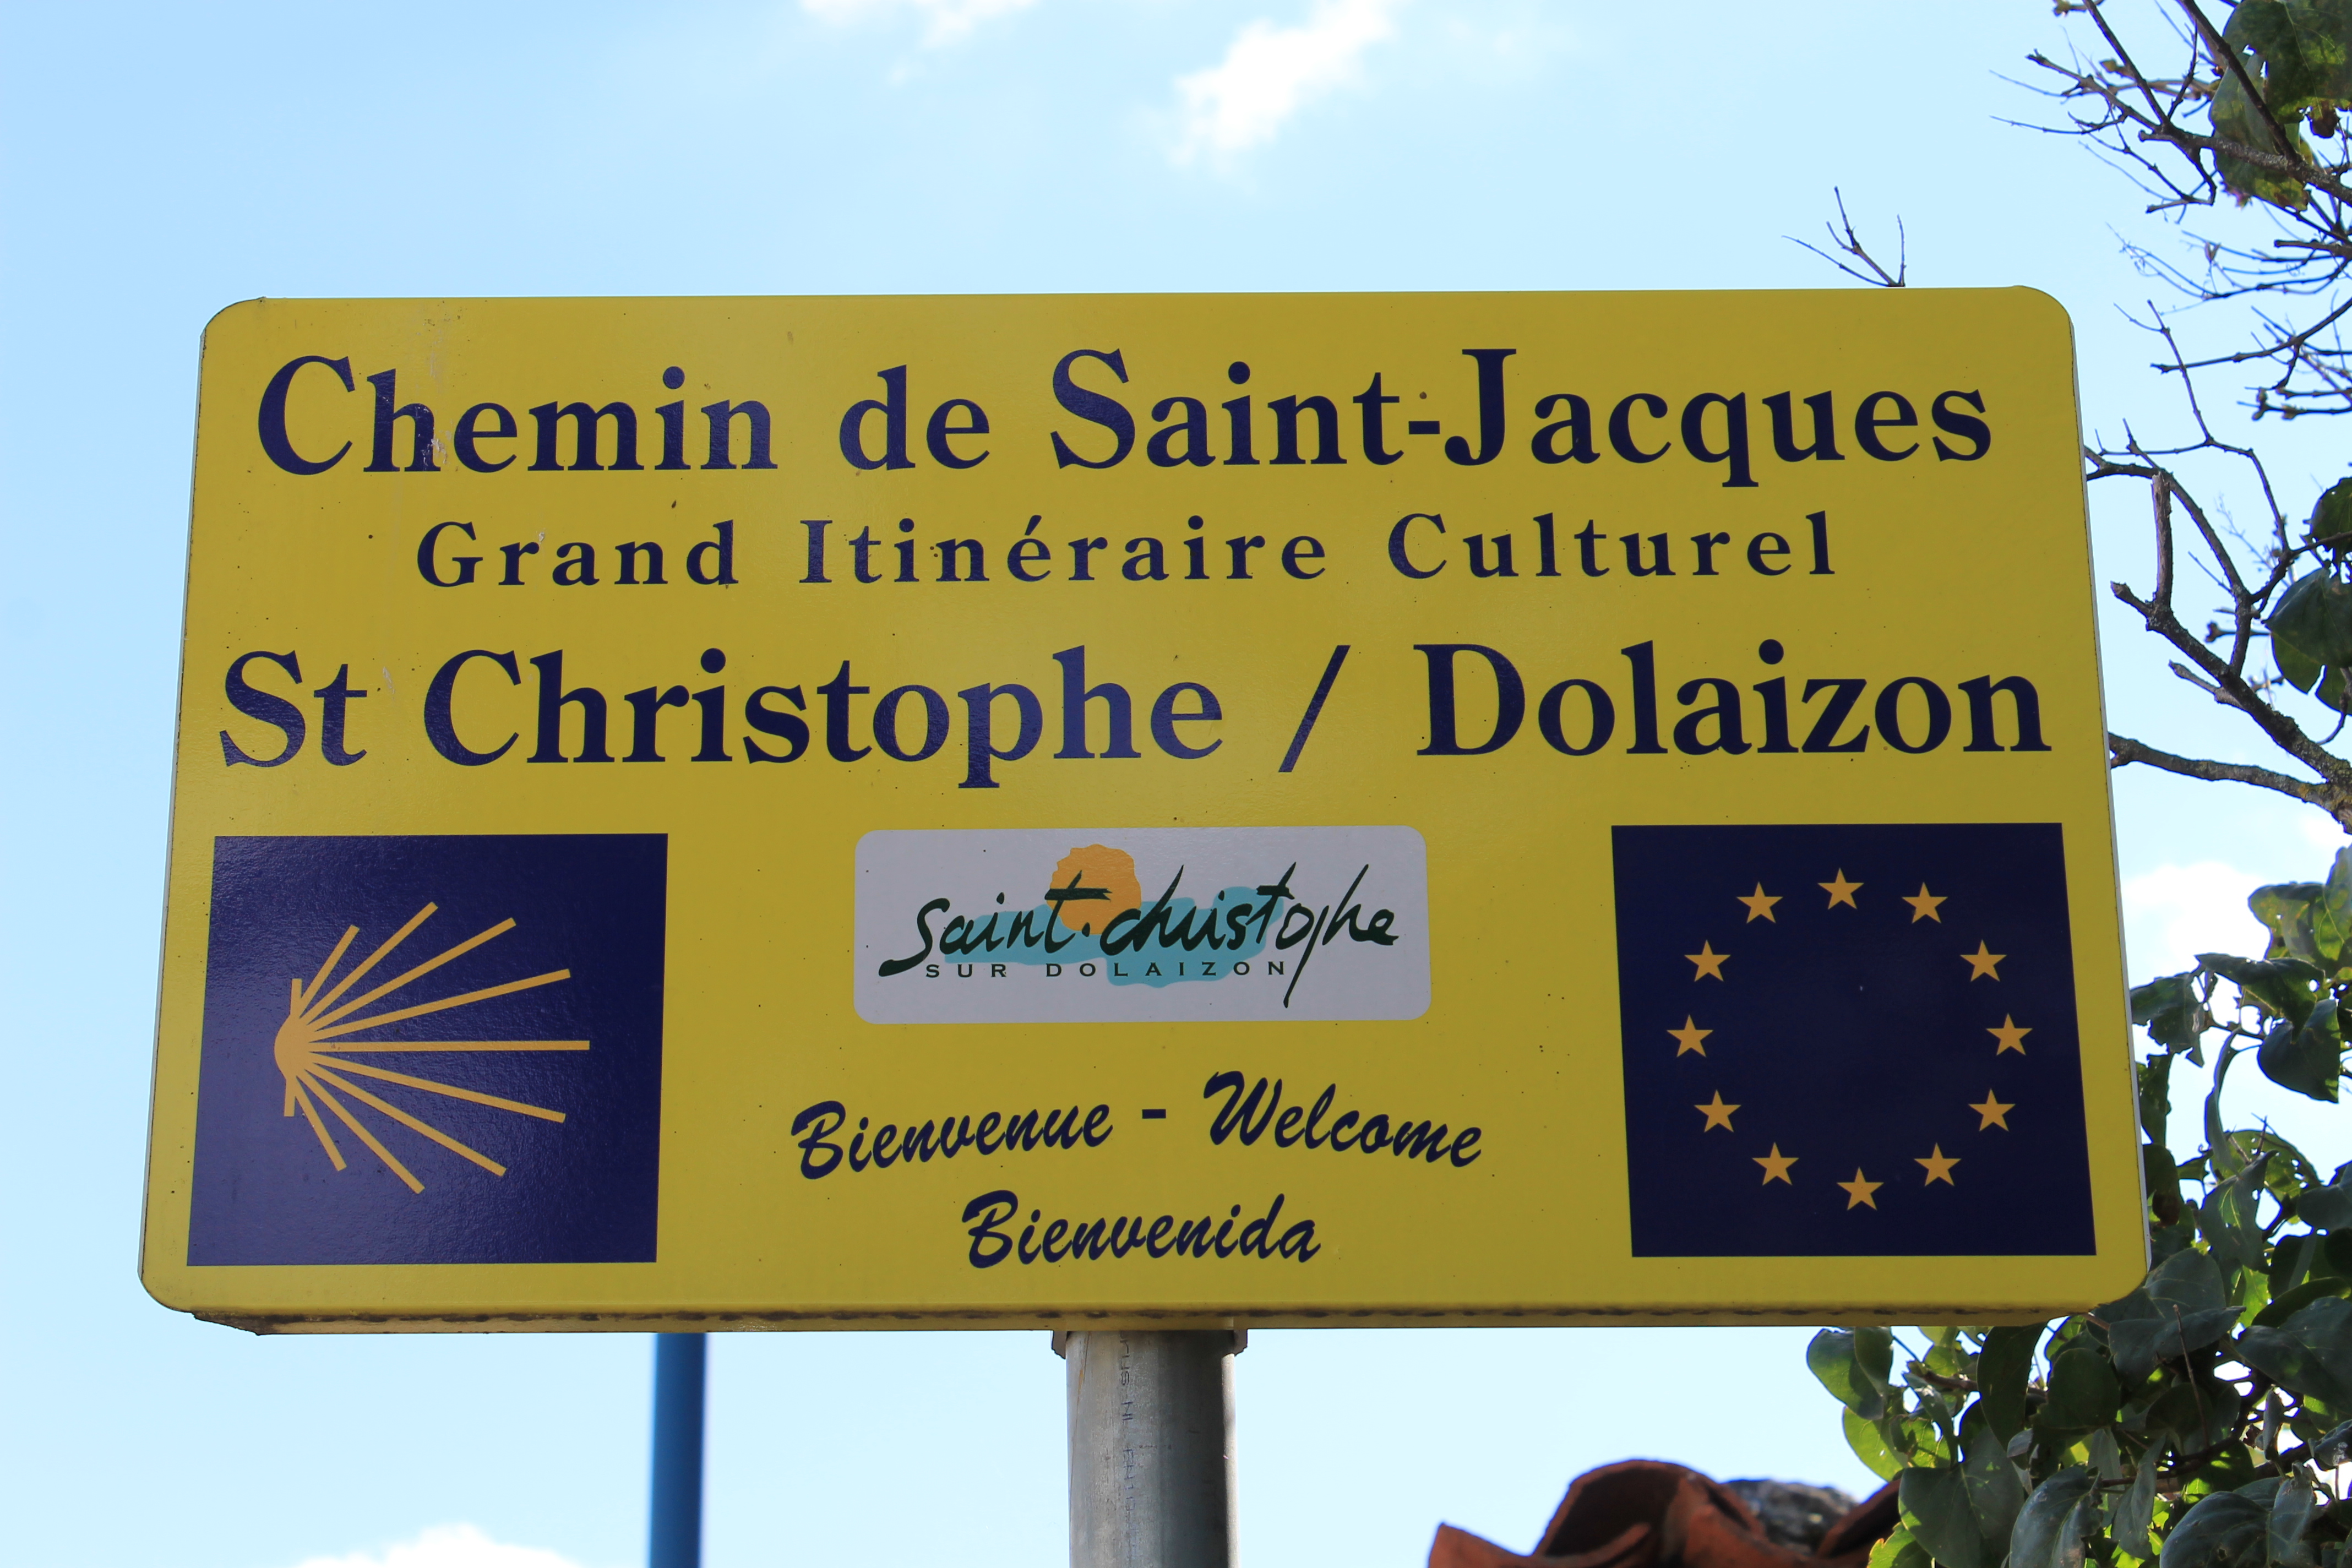 Chemin de Saint-Jacques
Grand Itinéraire Culturel
St Christophe / Dolaizon
saint.christophe
SUR DOLAIZON
Bienvenue - Welcome
Bienvenida